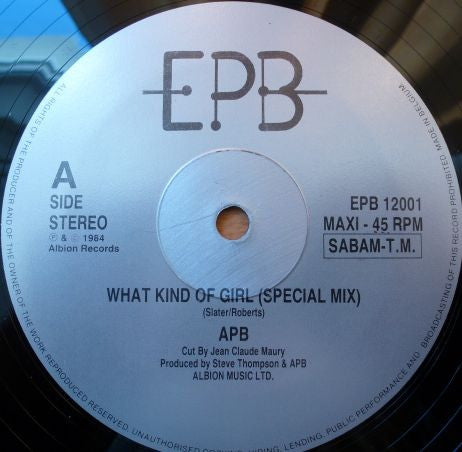 EPB
A
SIDE
STEREO
℗ & © 1984
Albion Records
EPB 12001
MAXI - 45 RPM
SABAM-T.M.
WHAT KIND OF GIRL (SPECIAL MIX)
(Slater/Roberts)
APB
Cut By Jean Claude Maury
Produced by Steve Thompson & APB
ALBION MUSIC LTD.
ALL RIGHTS OF THE PRODUCER AND OF THE OWNER OF THE WORK REPRODUCED RESERVED. UNAUTHORISED LENDING, PUBLIC PERFORMANCE AND BROADCASTING OF THIS RECORD PROHIBITED MADE IN BELGIUM.